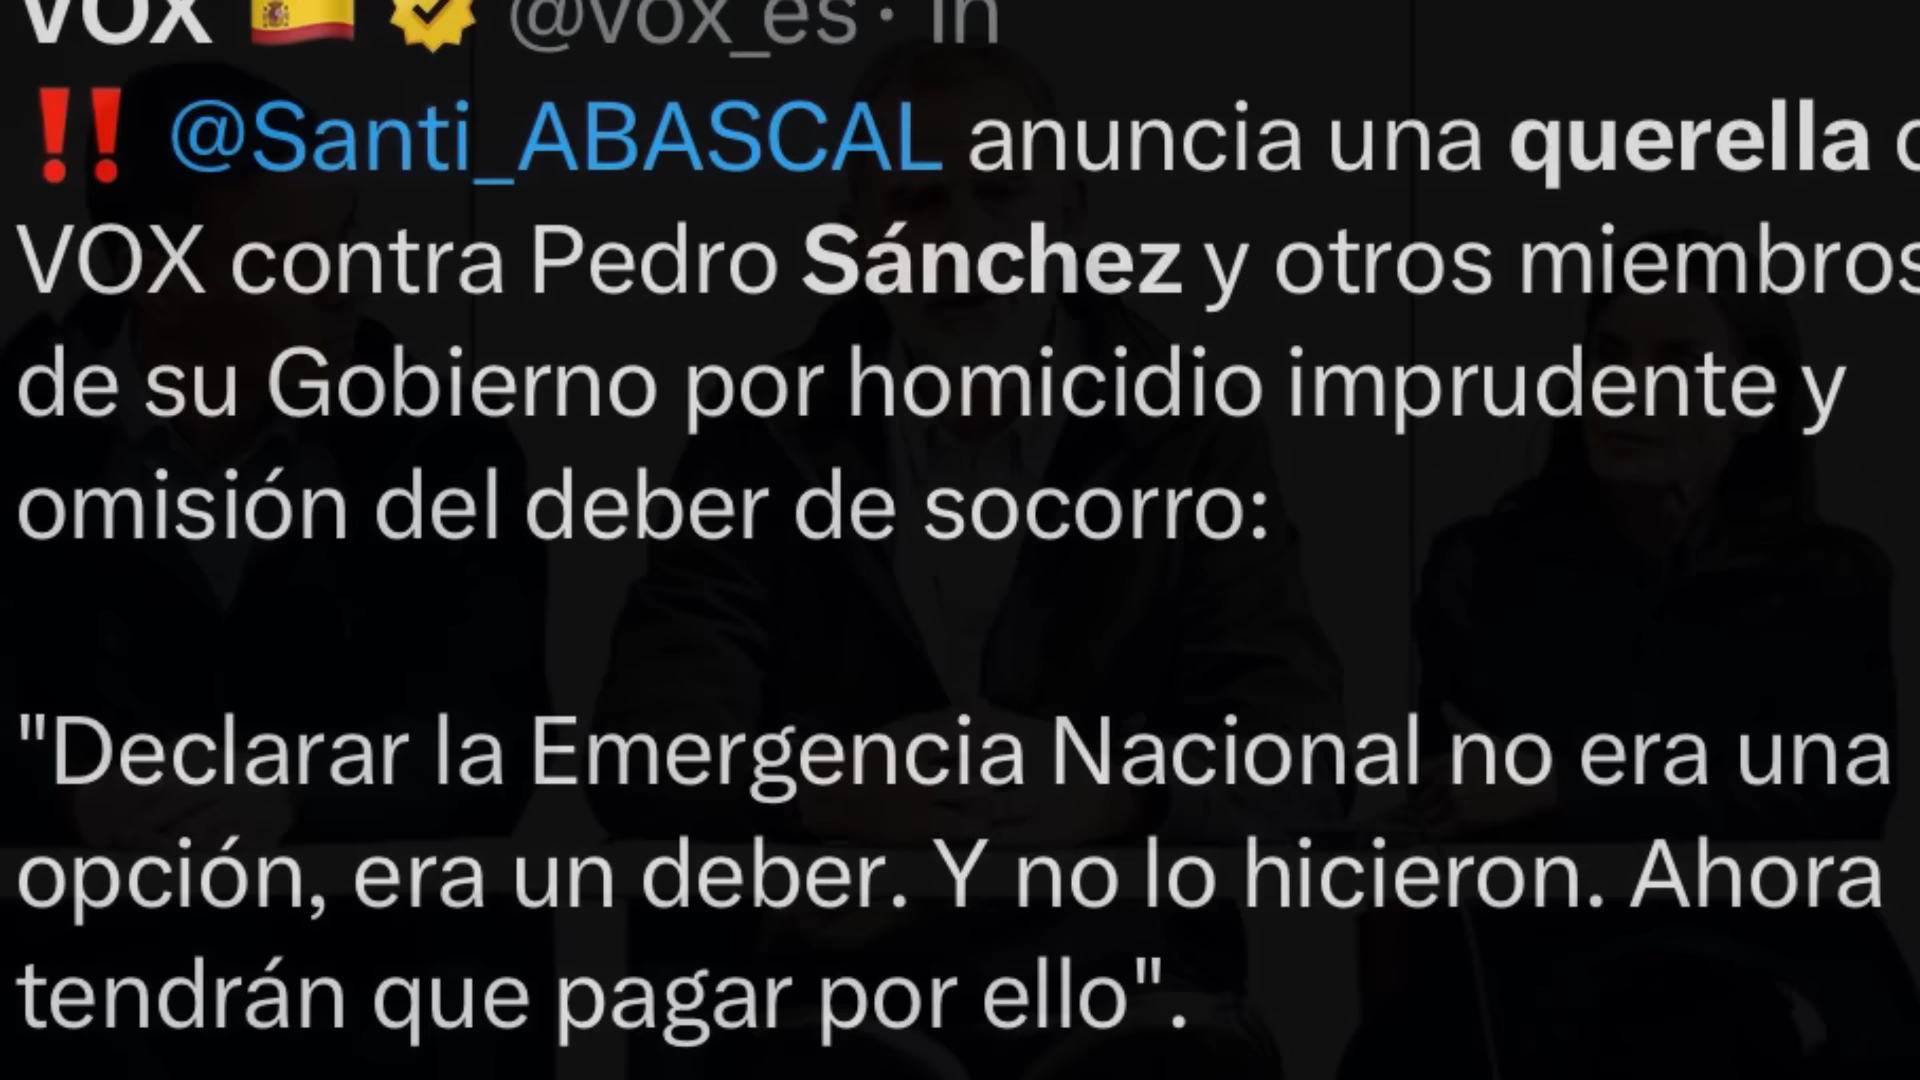 VOX 🇪🇸 @vox_es · 1h
‼️ @Santi_ABASCAL anuncia una querella
VOX contra Pedro Sánchez y otros miembros
de su Gobierno por homicidio imprudente y
omisión del deber de socorro:
"Declarar la Emergencia Nacional no era una
opción, era un deber. Y no lo hicieron. Ahora
tendrán que pagar por ello".